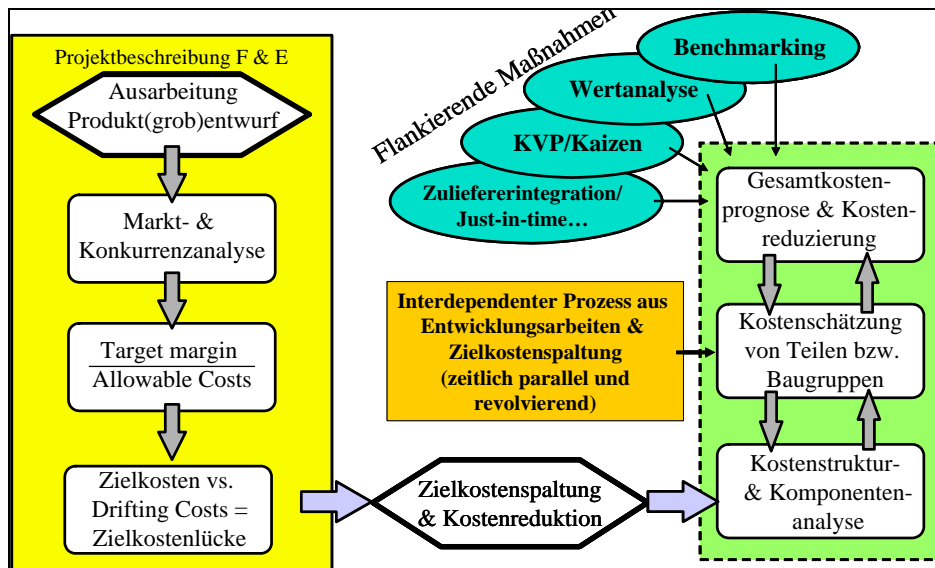 Projektbeschreibung F & E
Ausarbeitung
Produkt(grob)entwurf
Markt- &
Konkurrenzanalyse
Target margin
Allowable Costs
Zielkosten vs.
Drifting Costs =
Zielkostenlücke
Flankierende Maßnahmen
Benchmarking
Wertanalyse
KVP/Kaizen
Zuliefererintegration/
Just-in-time…
Interdependenter Prozess aus
Entwicklungsarbeiten &
Zielkostenspaltung
(zeitlich parallel und
revolvierend)
Zielkostenspaltung
& Kostenreduktion
Gesamtkosten-
prognose & Kosten-
reduzierung
Kostenschätzung
von Teilen bzw.
Baugruppen
Kostenstruktur-
& Komponenten-
analyse